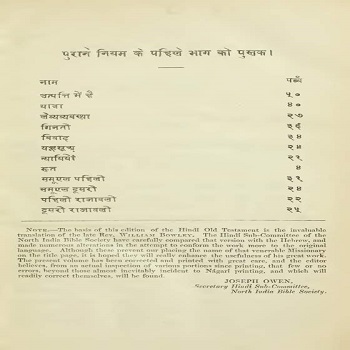 पुराने नियम के पहिले भाग की पुस्तक।
नाम पर्ब्ब
उत्पत्ति में हैं ५०
यात्रा ४०
लैव्यव्यवस्था २७
गिनती ३६
बिवाद ३४
यहूसूअ २४
न्यायियों २१
रूत ४
समूएल पहिली ३१
समूएल दूसरी २४
पहिली राजावली २२
दूसरी राजावली २५
NOTE.—The basis of this edition of the Hindi Old Testament is the invaluable
translation of the late Rev. WILLIAM BOWLEY. The Hindi Sub-Committee of the
North India Bible Society have carefully compared that version with the Hebrew, and
made numerous alterations in the attempt to conform the work more to the original
language. Although these prevent our placing the name of that venerable Missionary
on the title page, it is hoped they will really enhance the usefulness of his great work.
The present volume has been corrected and printed with great care, and the editor
believes, from an actual inspection of various portions since printing, that few or no
errors, beyond those almost inevitably incident to Nágarí printing, and which will
readily correct themselves, will be found.
JOSEPH OWEN,
Secretary Hindi Sub-Committee,
North India Bible Society.